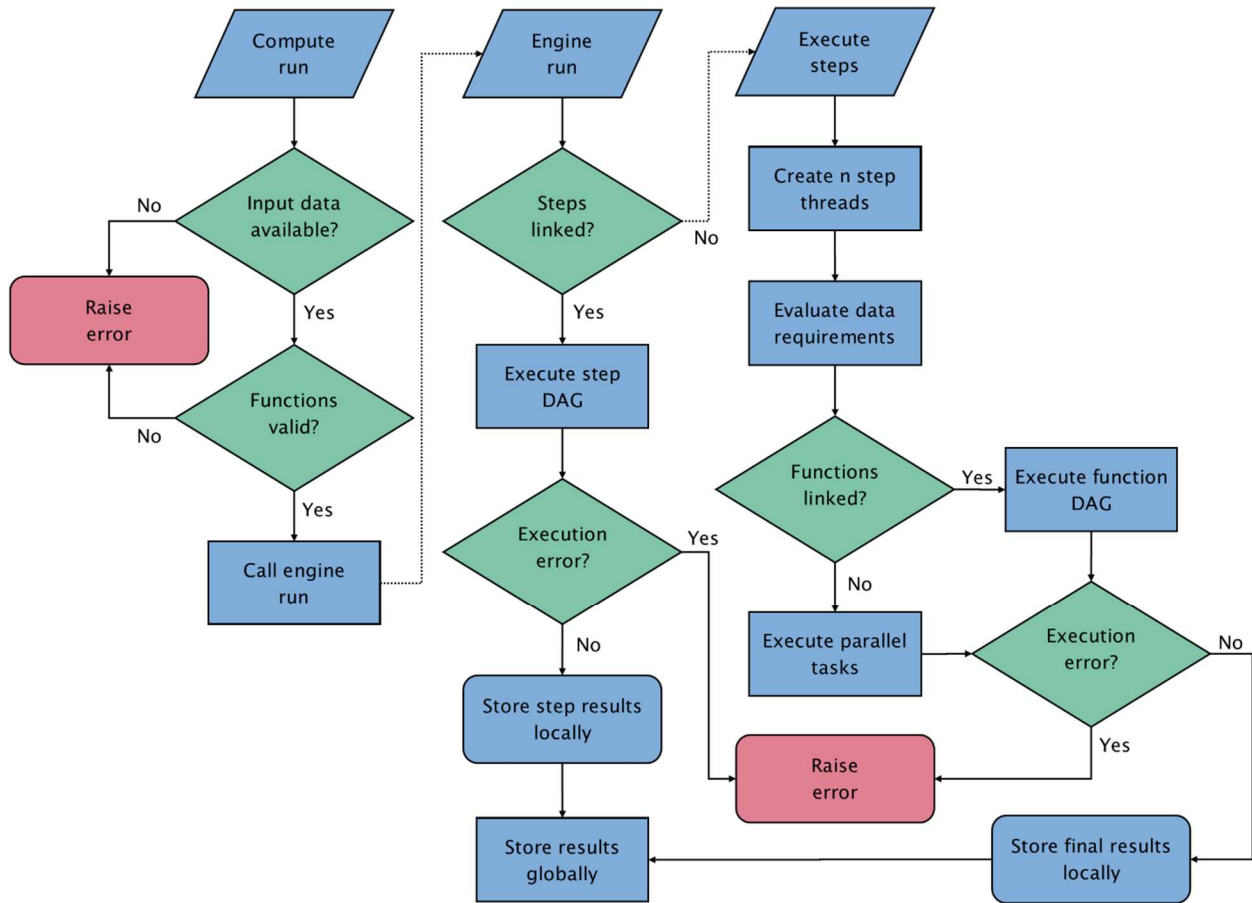 Compute
run
Input data
available?
No
Yes
Raise
error
Functions
valid?
No
Yes
Call engine
run
Engine
run
Steps
linked?
No
Yes
Execute step
DAG
Execution
error?
Yes
No
Store step results
locally
Store results
globally
Execute
steps
Create n step
threads
Evaluate data
requirements
Functions
linked?
Yes
No
Execute function
DAG
Execute parallel
tasks
Execution
error?
No
Yes
Raise
error
Store final results
locally